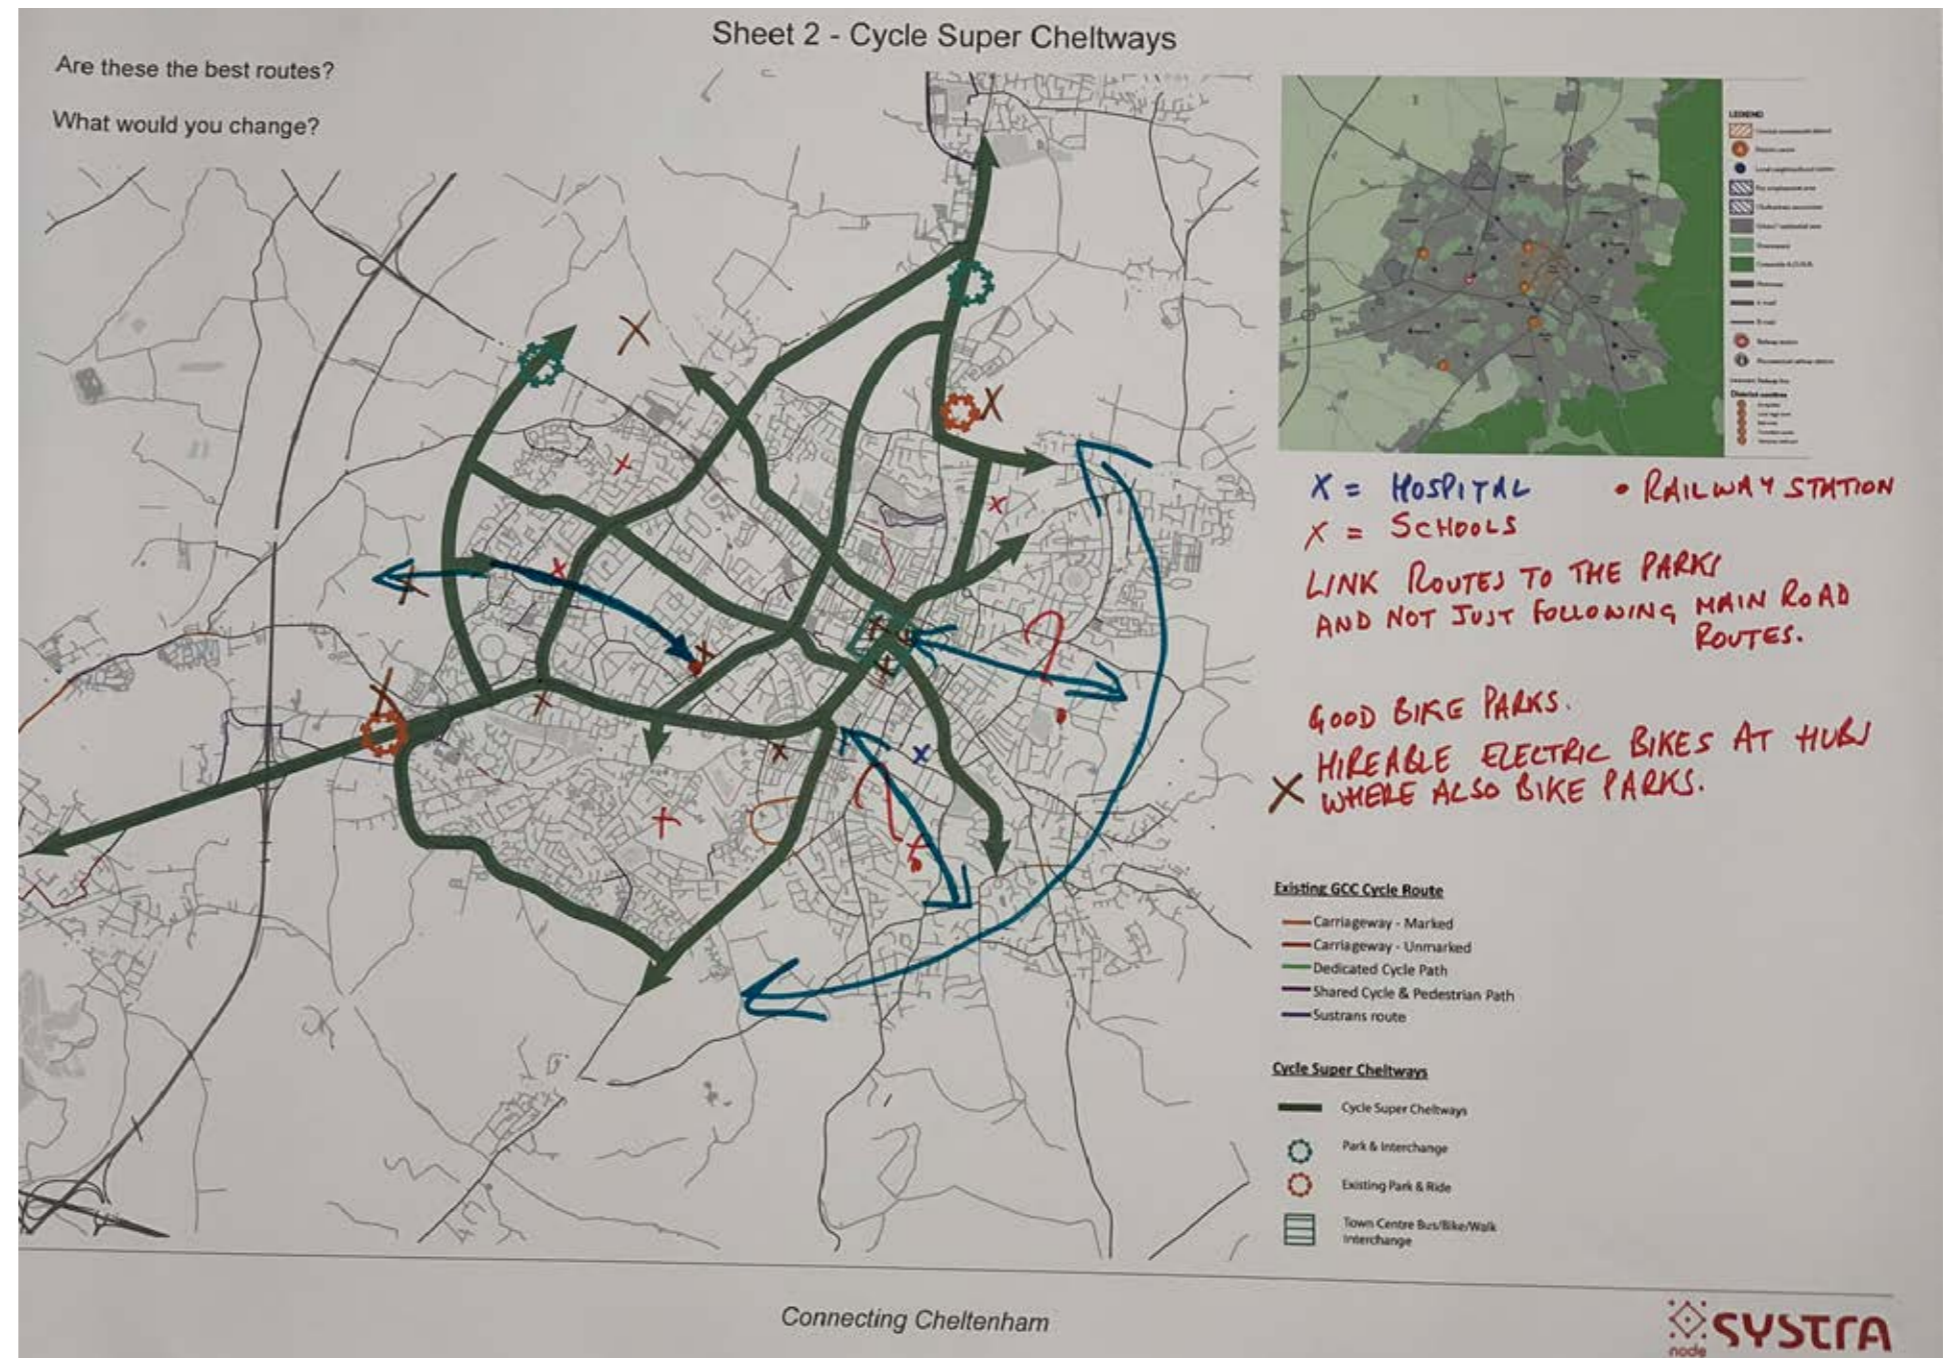 Sheet 2 - Cycle Super Cheltways
Are these the best routes?
What would you change?
LEGEND
District centres
X = HOSPITAL
• RAILWAY STATION
X = SCHOOLS
LINK ROUTES TO THE PARKS
AND NOT JUST FOLLOWING MAIN ROAD
ROUTES.
GOOD BIKE PARKS.
HIREABLE ELECTRIC BIKES AT HUBS
X WHERE ALSO BIKE PARKS.
Existing GCC Cycle Route
Carriageway - Marked
Carriageway - Unmarked
Dedicated Cycle Path
Shared Cycle & Pedestrian Path
Sustrans route
Cycle Super Cheltways
Cycle Super Cheltways
Park & Interchange
Existing Park & Ride
Town Centre Bus/Bike/Walk
Interchange
Connecting Cheltenham
node SYSTRA